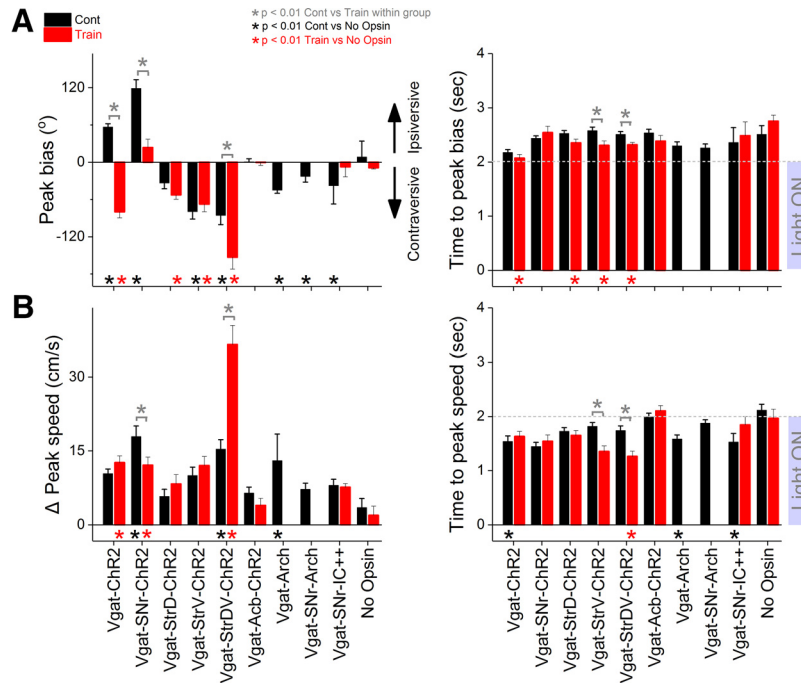 A
Cont
Train
* p < 0.01 Cont vs Train within group
* p < 0.01 Cont vs No Opsin
* p < 0.01 Train vs No Opsin
Peak bias (°)
120
0
-120
*
*
*
Ipsiversive
Contraversive
* * * * * * * * * * *
Time to peak bias (sec)
4
3
2
1
0
* *
Light ON
* * * *
B
Δ Peak speed (cm/s)
30
15
0
*
*
* * * * * *
Vgat-ChR2
Vgat-SNr-ChR2
Vgat-StrD-ChR2
Vgat-StrV-ChR2
Vgat-StrDV-ChR2
Vgat-Acb-ChR2
Vgat-Arch
Vgat-SNr-Arch
Vgat-SNr-IC++
No Opsin
Time to peak speed (sec)
4
3
2
1
0
* *
Light ON
* * * *
Vgat-ChR2
Vgat-SNr-ChR2
Vgat-StrD-ChR2
Vgat-StrV-ChR2
Vgat-StrDV-ChR2
Vgat-Acb-ChR2
Vgat-Arch
Vgat-SNr-Arch
Vgat-SNr-IC++
No Opsin